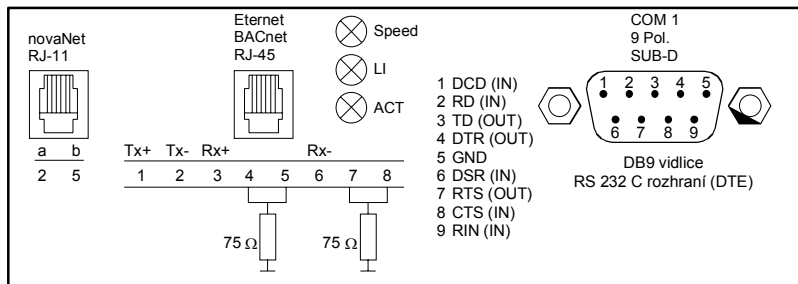 novaNet
RJ-11
a b
2 5
Eternet
BACnet
RJ-45
Speed
LI
ACT
Tx+ Tx- Rx+ Rx-
1 2 3 4 5 6 7 8
75 Ω 75 Ω
1 DCD (IN)
2 RD (IN)
3 TD (OUT)
4 DTR (OUT)
5 GND
6 DSR (IN)
7 RTS (OUT)
8 CTS (IN)
9 RIN (IN)
COM 1
9 Pol.
SUB-D
1 2 3 4 5
6 7 8 9
DB9 vidlice
RS 232 C rozhraní (DTE)